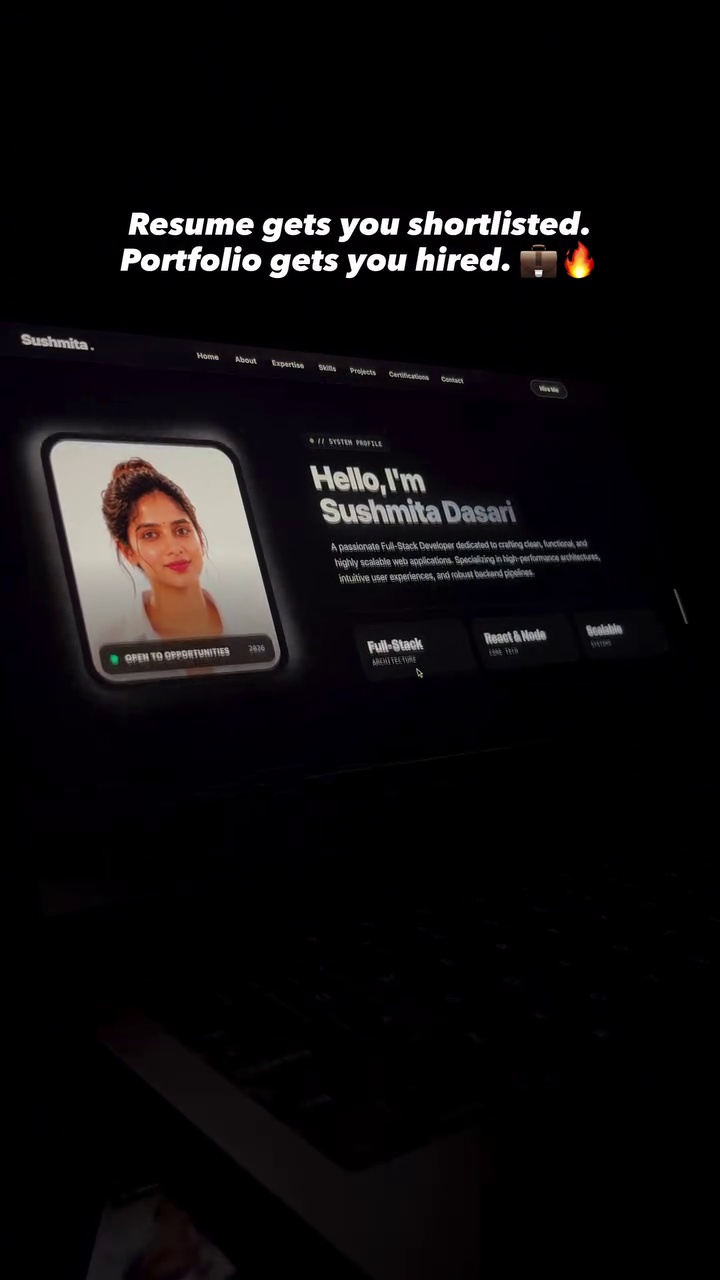 Resume gets you shortlisted.
Portfolio gets you hired. 💼🔥
Sushmita.
Home About Expertise Skills Projects Certifications Contact
Hire Me
// SYSTEM PROFILE
Hello,I'm
Sushmita Dasari
A passionate Full-Stack Developer dedicated to crafting clean, functional, and
highly scalable web applications. Specializing in high-performance architectures,
intuitive user experiences, and robust backend pipelines.
OPEN TO OPPORTUNITIES 2026
Full-Stack
ARCHITECTURE
React & Node
CORE TECH
Scalable
SYSTEMS